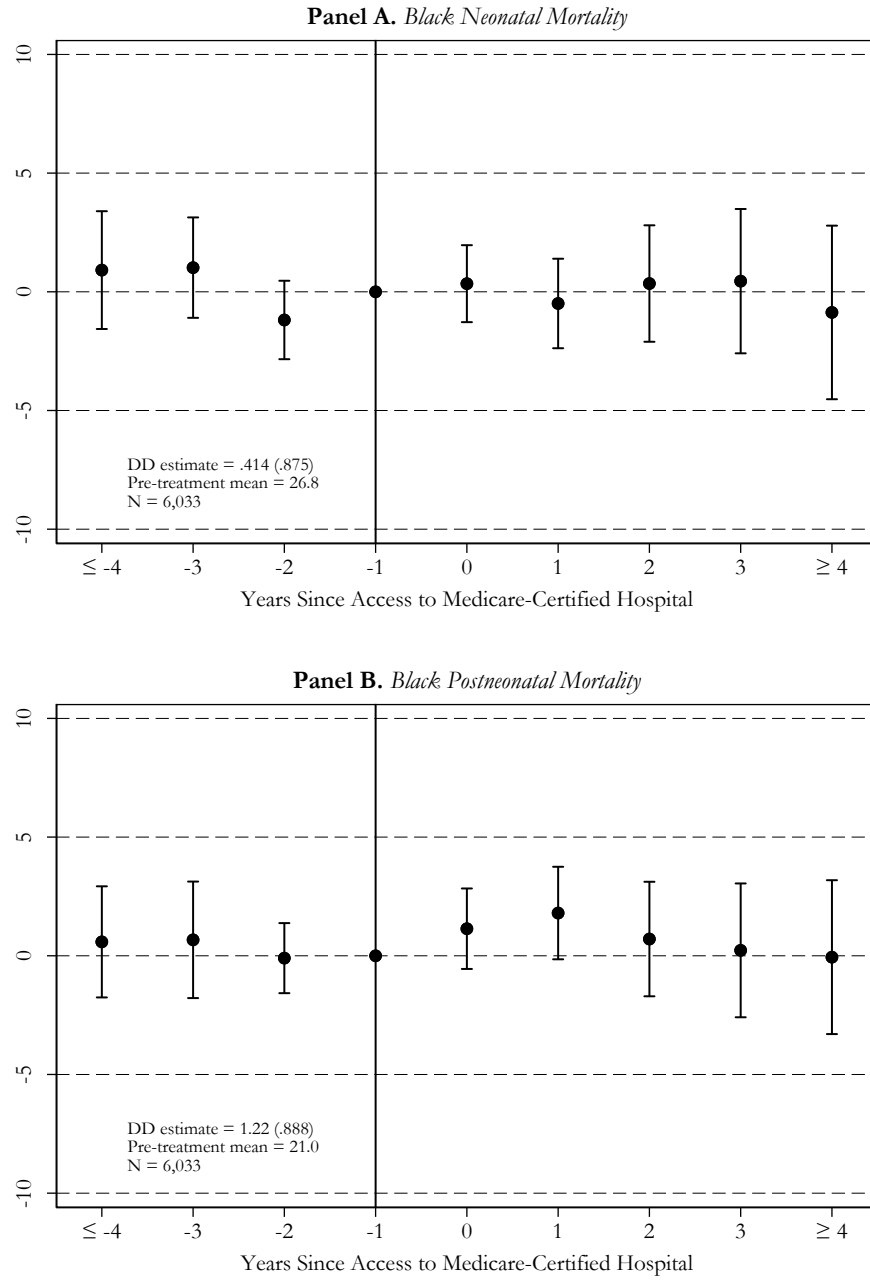 Panel A. Black Neonatal Mortality
10
5
0
-5
-10
DD estimate = .414 (.875)
Pre-treatment mean = 26.8
N = 6,033
≤ -4 -3 -2 -1 0 1 2 3 ≥ 4
Years Since Access to Medicare-Certified Hospital
Panel B. Black Postneonatal Mortality
10
5
0
-5
-10
DD estimate = 1.22 (.888)
Pre-treatment mean = 21.0
N = 6,033
≤ -4 -3 -2 -1 0 1 2 3 ≥ 4
Years Since Access to Medicare-Certified Hospital